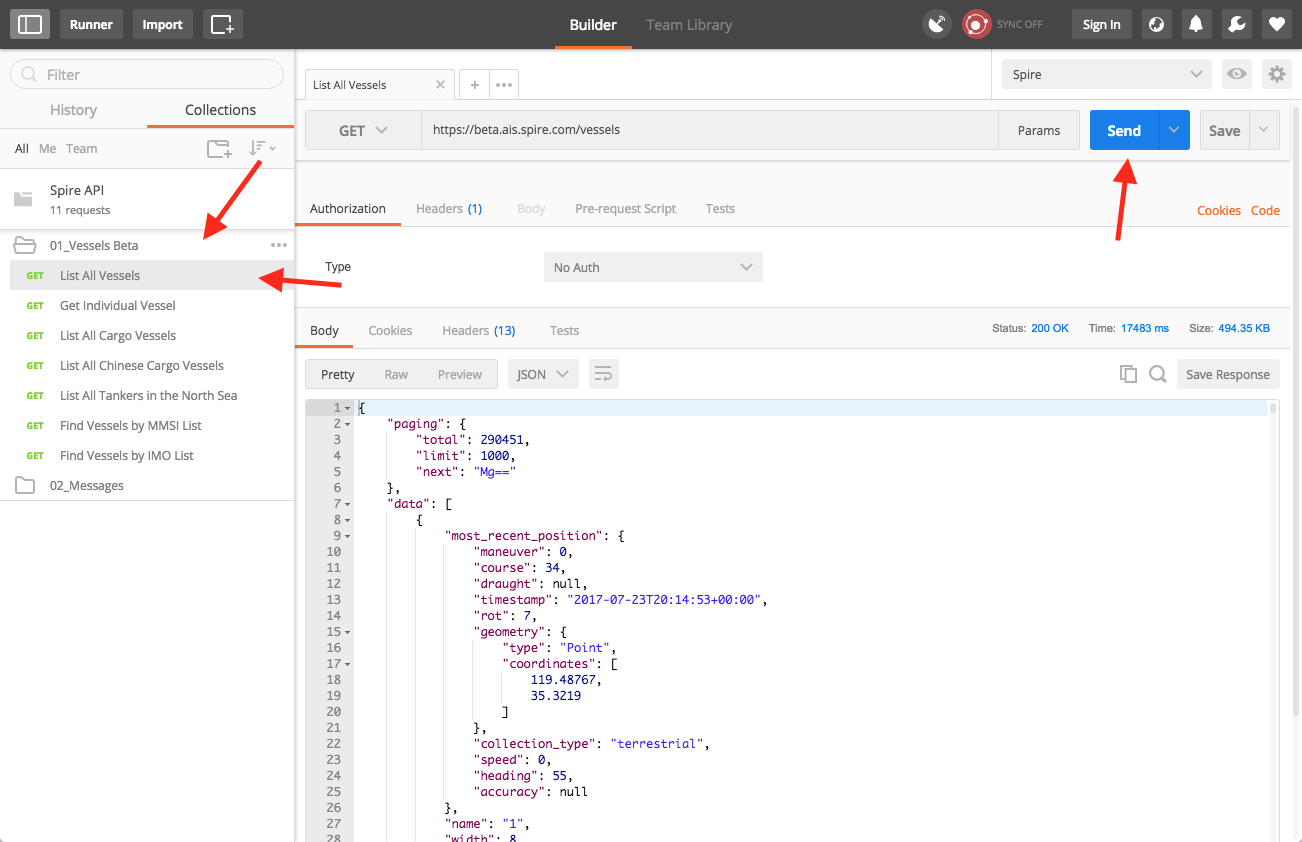 Runner Import Builder Team Library SYNC OFF Sign In
Filter
History Collections
All Me Team
Spire API
11 requests
01_Vessels Beta
GET List All Vessels
GET Get Individual Vessel
GET List All Cargo Vessels
GET List All Chinese Cargo Vessels
GET List All Tankers in the North Sea
GET Find Vessels by MMSI List
GET Find Vessels by IMO List
02_Messages
List All Vessels
Spire
GET https://beta.ais.spire.com/vessels Params Send Save
Authorization Headers (1) Body Pre-request Script Tests Cookies Code
Type No Auth
Body Cookies Headers (13) Tests Status: 200 OK Time: 17483 ms Size: 494.35 KB
Pretty Raw Preview JSON Save Response
1 {
2 "paging": {
3 "total": 290451,
4 "limit": 1000,
5 "next": "Mg=="
6 },
7 "data": [
8 {
9 "most_recent_position": {
10 "maneuver": 0,
11 "course": 34,
12 "draught": null,
13 "timestamp": "2017-07-23T20:14:53+00:00",
14 "rot": 7,
15 "geometry": {
16 "type": "Point",
17 "coordinates": [
18 119.48767,
19 35.3219
20 ]
21 },
22 "collection_type": "terrestrial",
23 "speed": 0,
24 "heading": 55,
25 "accuracy": null
26 },
27 "name": "1",
28 "width": 8